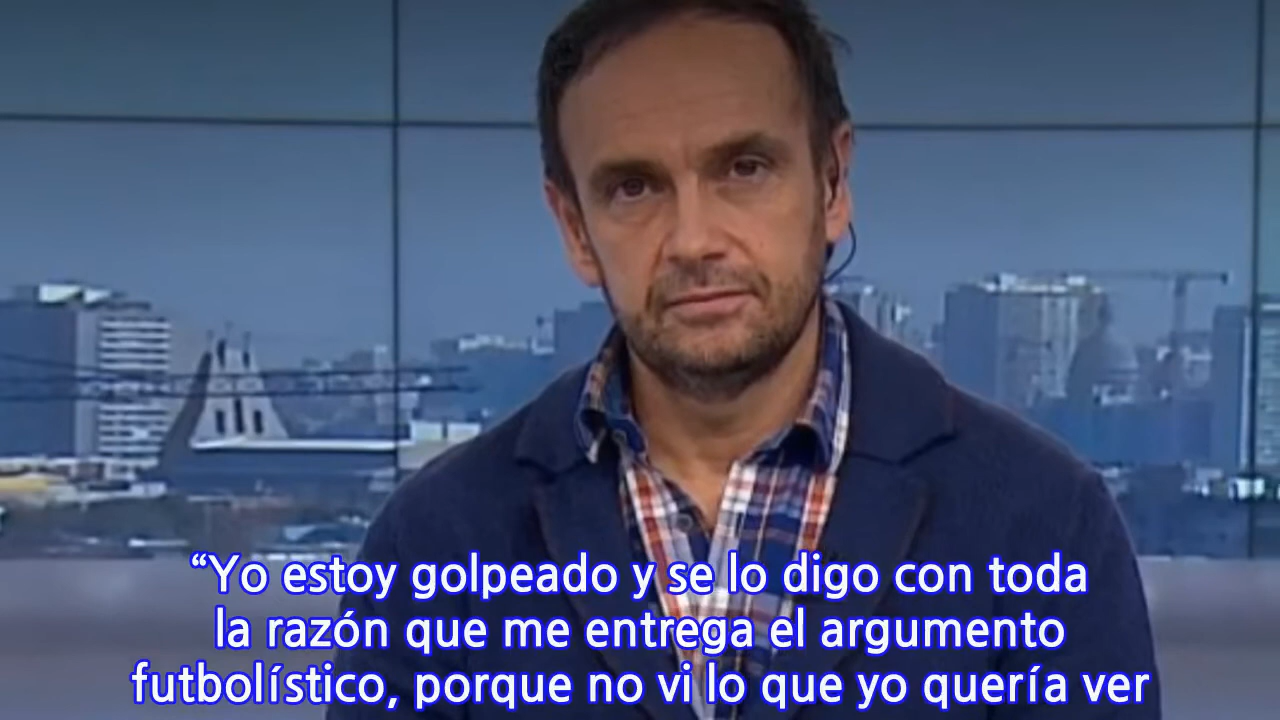 “Yo estoy golpeado y se lo digo con toda
la razón que me entrega el argumento
futbolístico, porque no vi lo que yo quería ver